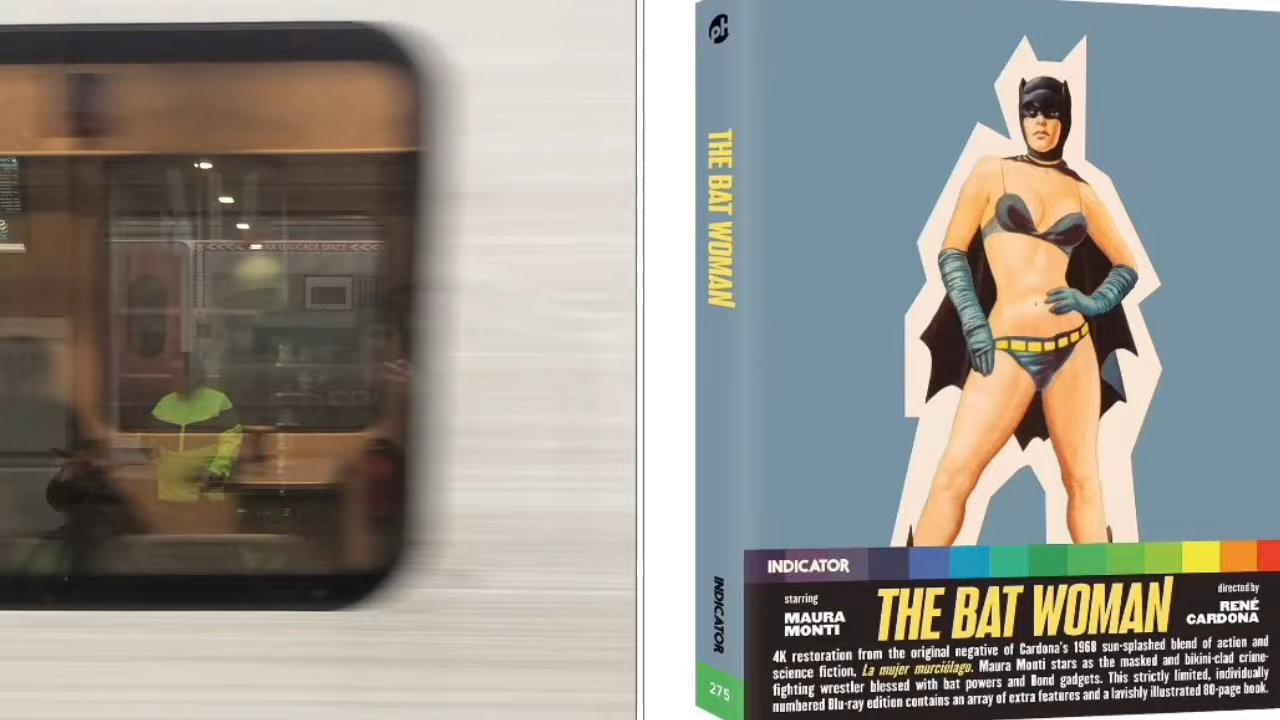 LUGGAGE SPACE
ph
THE BAT WOMAN
INDICATOR
275
INDICATOR
starring
MAURA
MONTI
THE BAT WOMAN
directed by
RENÉ
CARDONA
4K restoration from the original negative of Cardona's 1968 sun-splashed blend of action and
science fiction, La mujer murciélago. Maura Monti stars as the masked and bikini-clad crime-
fighting wrestler blessed with bat powers and Bond gadgets. This strictly limited, individually
numbered Blu-ray edition contains an array of extra features and a lavishly illustrated 80-page book.